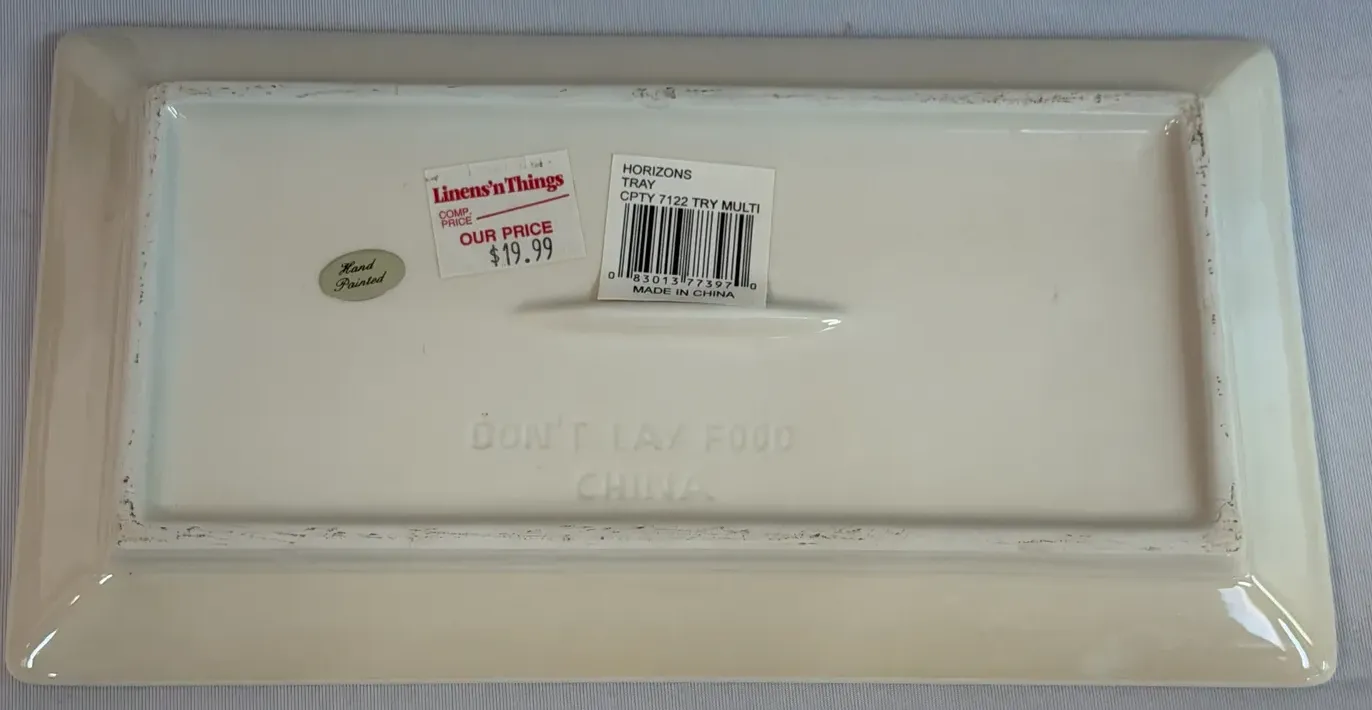 Linens'n Things
COMP.
PRICE
OUR PRICE
$19.99
HORIZONS
TRAY
CPTY 7122 TRY MULTI
0 83013 77397 0
MADE IN CHINA
Hand
Painted
DON'T LAY FOOD
CHINA